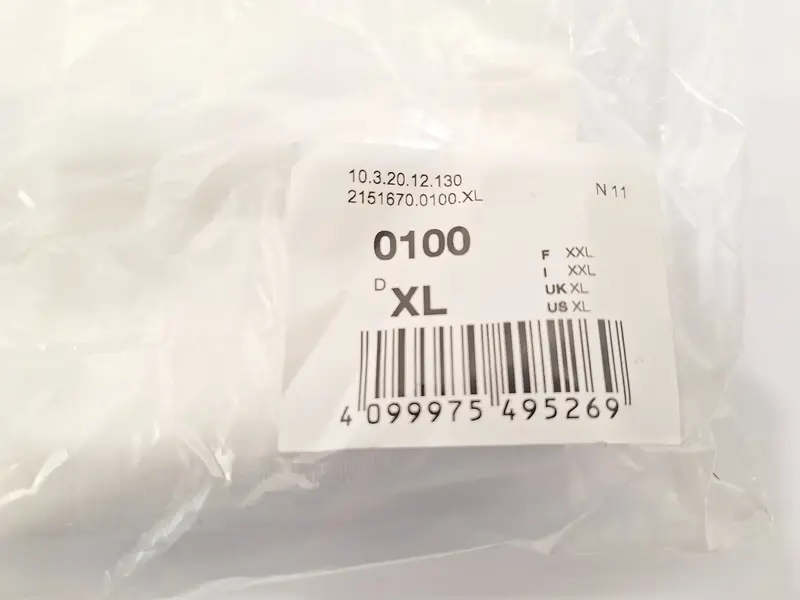 10.3.20.12.130
2151670.0100.XL
N 11
0100
D XL
F XXL
I XXL
UK XL
US XL
4 099975 495269